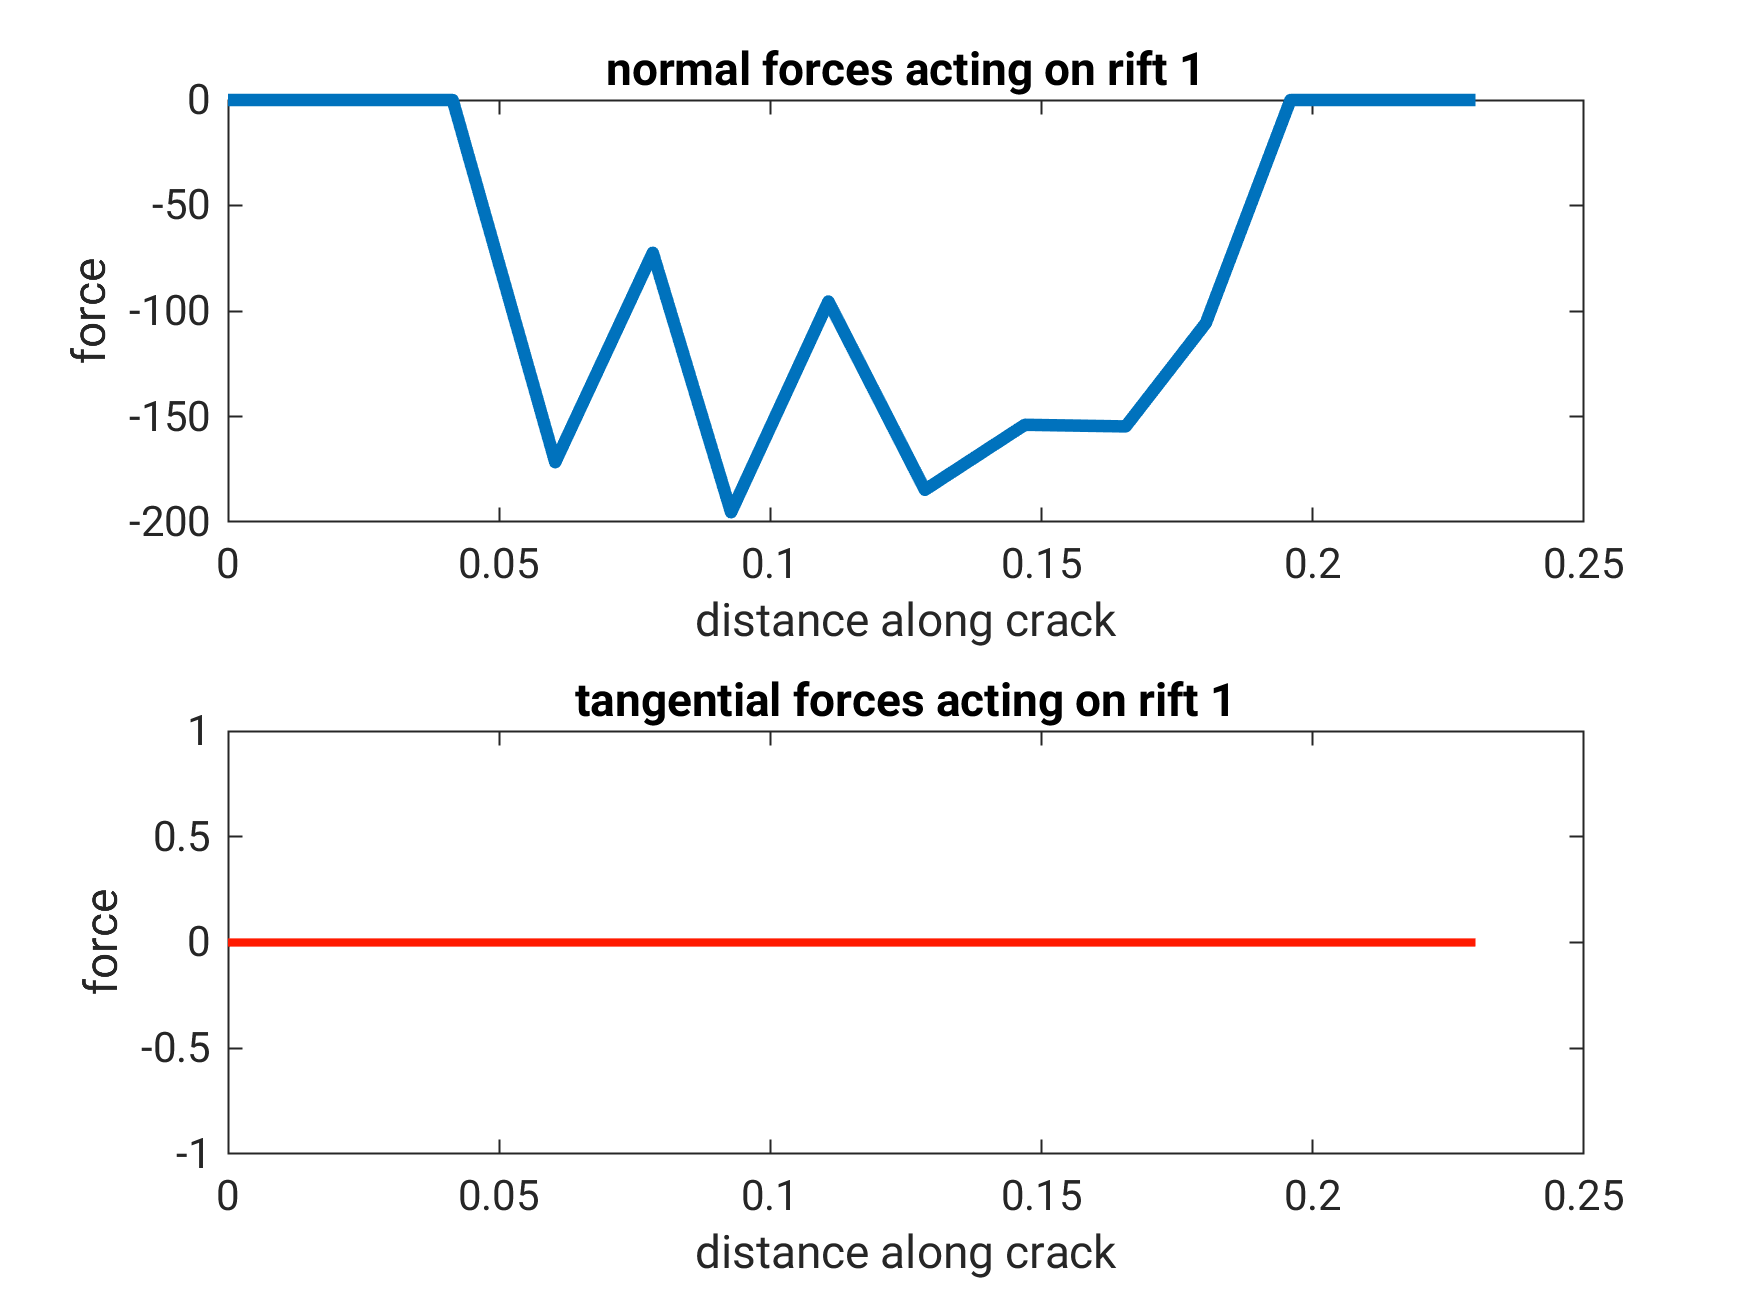 normal forces acting on rift 1
0
-50
-100
-150
-200
force
0 0.05 0.1 0.15 0.2 0.25
distance along crack
tangential forces acting on rift 1
1
0.5
0
-0.5
-1
force
0 0.05 0.1 0.15 0.2 0.25
distance along crack